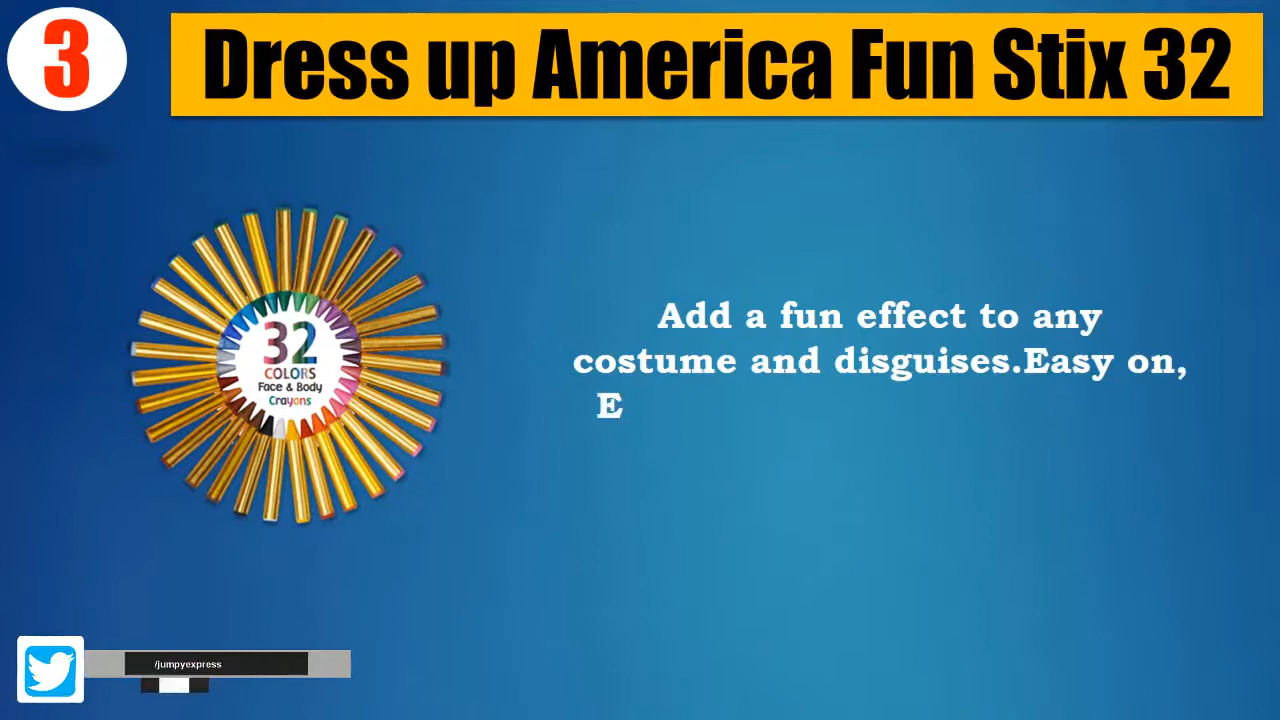 3
Dress up America Fun Stix 32
32
COLORS
Face & Body
Crayons
Add a fun effect to any
costume and disguises.Easy on,
E
/jumpyexpress